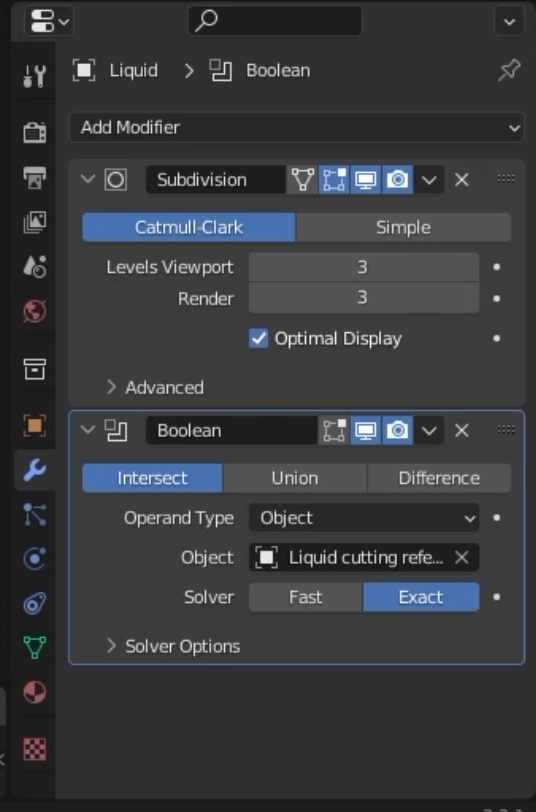 Liquid > Boolean
Add Modifier
Subdivision
Catmull-Clark Simple
Levels Viewport 3
Render 3
Optimal Display
Advanced
Boolean
Intersect Union Difference
Operand Type Object
Object Liquid cutting refe...
Solver Fast Exact
Solver Options